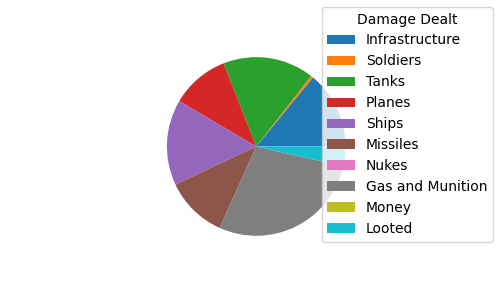 Damage Dealt
Infrastructure
Soldiers
Tanks
Planes
Ships
Missiles
Nukes
Gas and Munition
Money
Looted